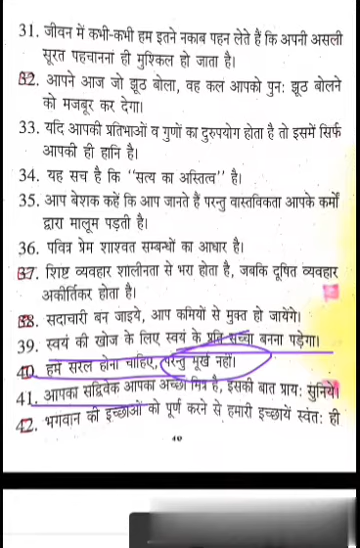 31. जीवन में कभी-कभी हम इतने नकाब पहन लेते हैं कि अपनी असली
सूरत पहचानना ही मुश्किल हो जाता है।
32. आपने आज जो झूठ बोला, वह कल आपको पुनः झूठ बोलने
को मजबूर कर देगा।
33. यदि आपकी प्रतिभाओं व गुणों का दुरुपयोग होता है तो इसमें सिर्फ
आपकी ही हानि है।
34. यह सच है कि “सत्य का अस्तित्व” है।
35. आप बेशक कहें कि आप जानते हैं परन्तु वास्तविकता आपके कर्मों
द्वारा मालूम पड़ती है।
36. पवित्र प्रेम शाश्वत सम्बन्धों का आधार है।
37. शिष्ट व्यवहार शालीनता से भरा होता है, जबकि दूषित व्यवहार
अकीर्तिकर होता है।
38. सदाचारी बन जाइये, आप कमियों से मुक्त हो जायेंगे।
39. स्वयं की खोज के लिए स्वयं के प्रति सच्चा बनना पड़ेगा।
40. हमें सरल होना चाहिए, परन्तु मूर्ख नहीं।
41. आपका सद्विवेक आपका अच्छा मित्र है, इसकी बात प्रायः सुनिये।
42. भगवान की इच्छाओं को पूर्ण करने से हमारी इच्छायें स्वतः ही
40